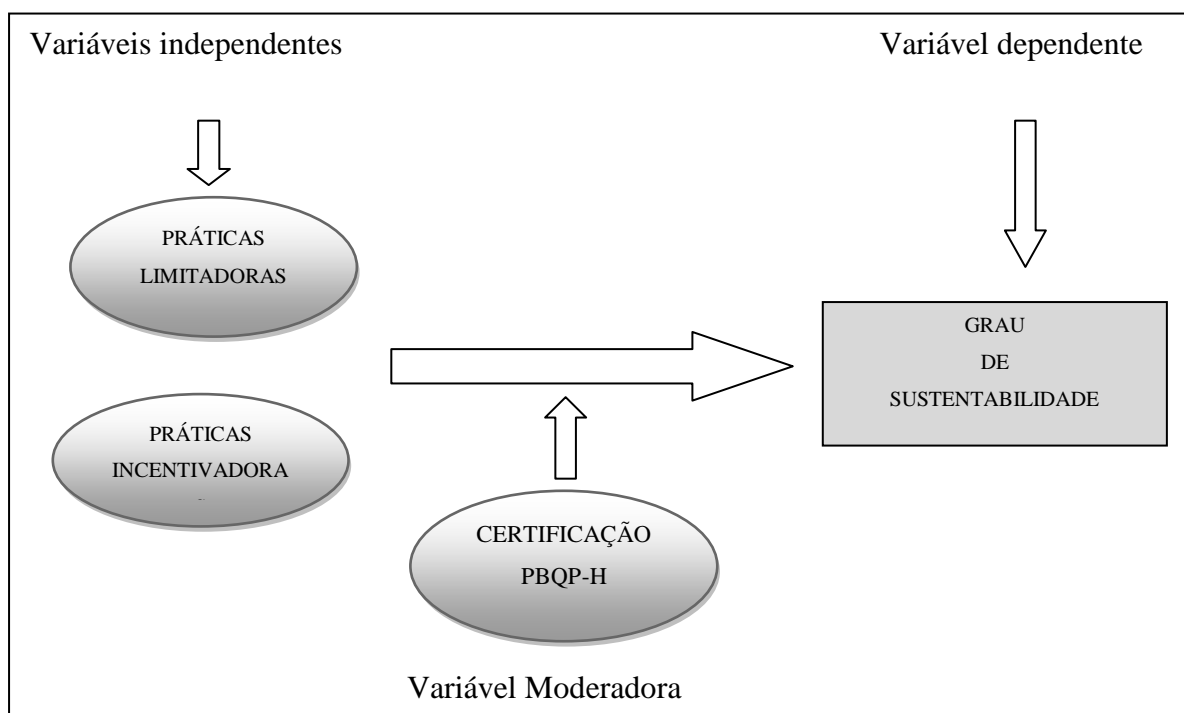 Variáveis independentes
Variável dependente
PRÁTICAS
LIMITADORAS
GRAU
DE
SUSTENTABILIDADE
PRÁTICAS
INCENTIVADORA
CERTIFICAÇÃO
PBQP-H
Variável Moderadora